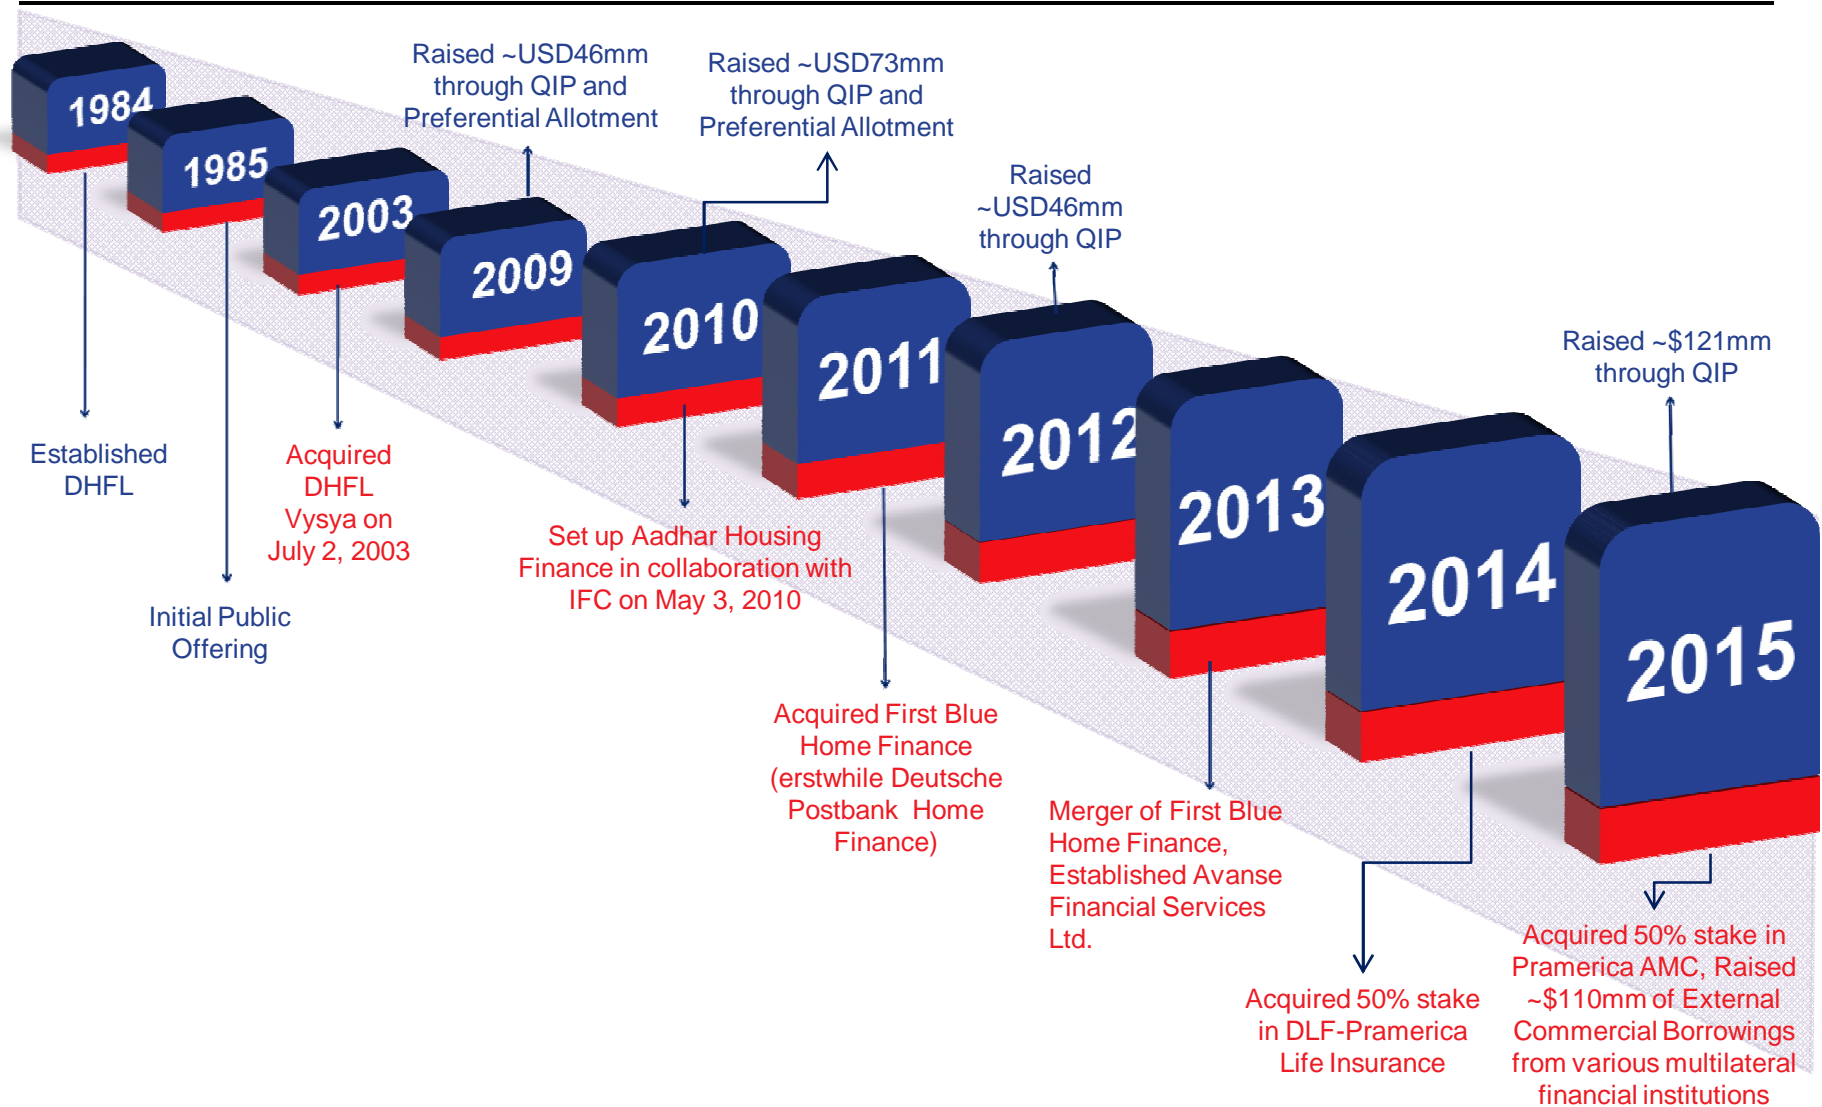 1984
1985
2003
2009
2010
2011
2012
2013
2014
2015
Raised ~USD46mm
through QIP and
Preferential Allotment
Raised ~USD73mm
through QIP and
Preferential Allotment
Raised
~USD46mm
through QIP
Raised ~$121mm
through QIP
Established
DHFL
Initial Public
Offering
Acquired
DHFL
Vysya on
July 2, 2003
Set up Aadhar Housing
Finance in collaboration with
IFC on May 3, 2010
Acquired First Blue
Home Finance
(erstwhile Deutsche
Postbank Home
Finance)
Merger of First Blue
Home Finance,
Established Avanse
Financial Services
Ltd.
Acquired 50% stake
in DLF-Pramerica
Life Insurance
Acquired 50% stake in
Pramerica AMC, Raised
~$110mm of External
Commercial Borrowings
from various multilateral
financial institutions